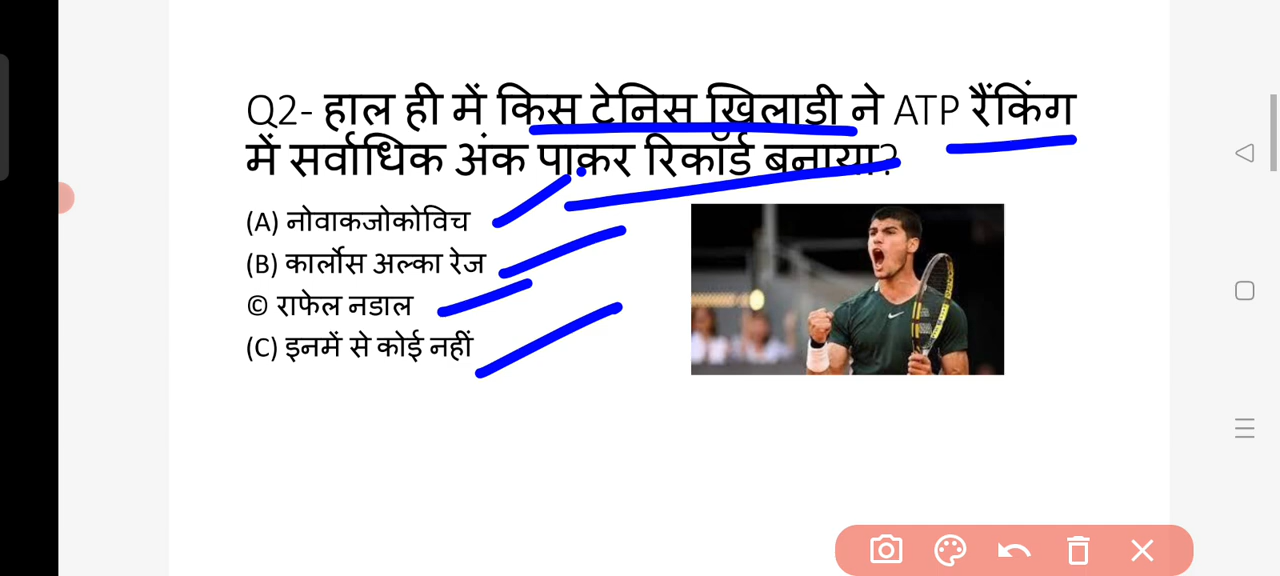 Q2- हाल ही में किस टेनिस खिलाडी ने ATP रैंकिंग
में सर्वाधिक अंक पाकर रिकॉर्ड बनाया?
(A) नोवाकजोकोविच
(B) कार्लोस अल्का रेज
© राफेल नडाल
(C) इनमें से कोई नहीं